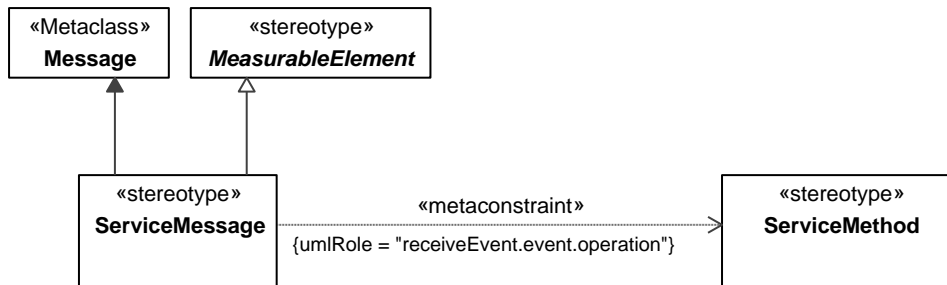 «Metaclass»
Message
«stereotype»
MeasurableElement
«stereotype»
ServiceMessage
«metaconstraint»
{umlRole = "receiveEvent.event.operation"}
«stereotype»
ServiceMethod